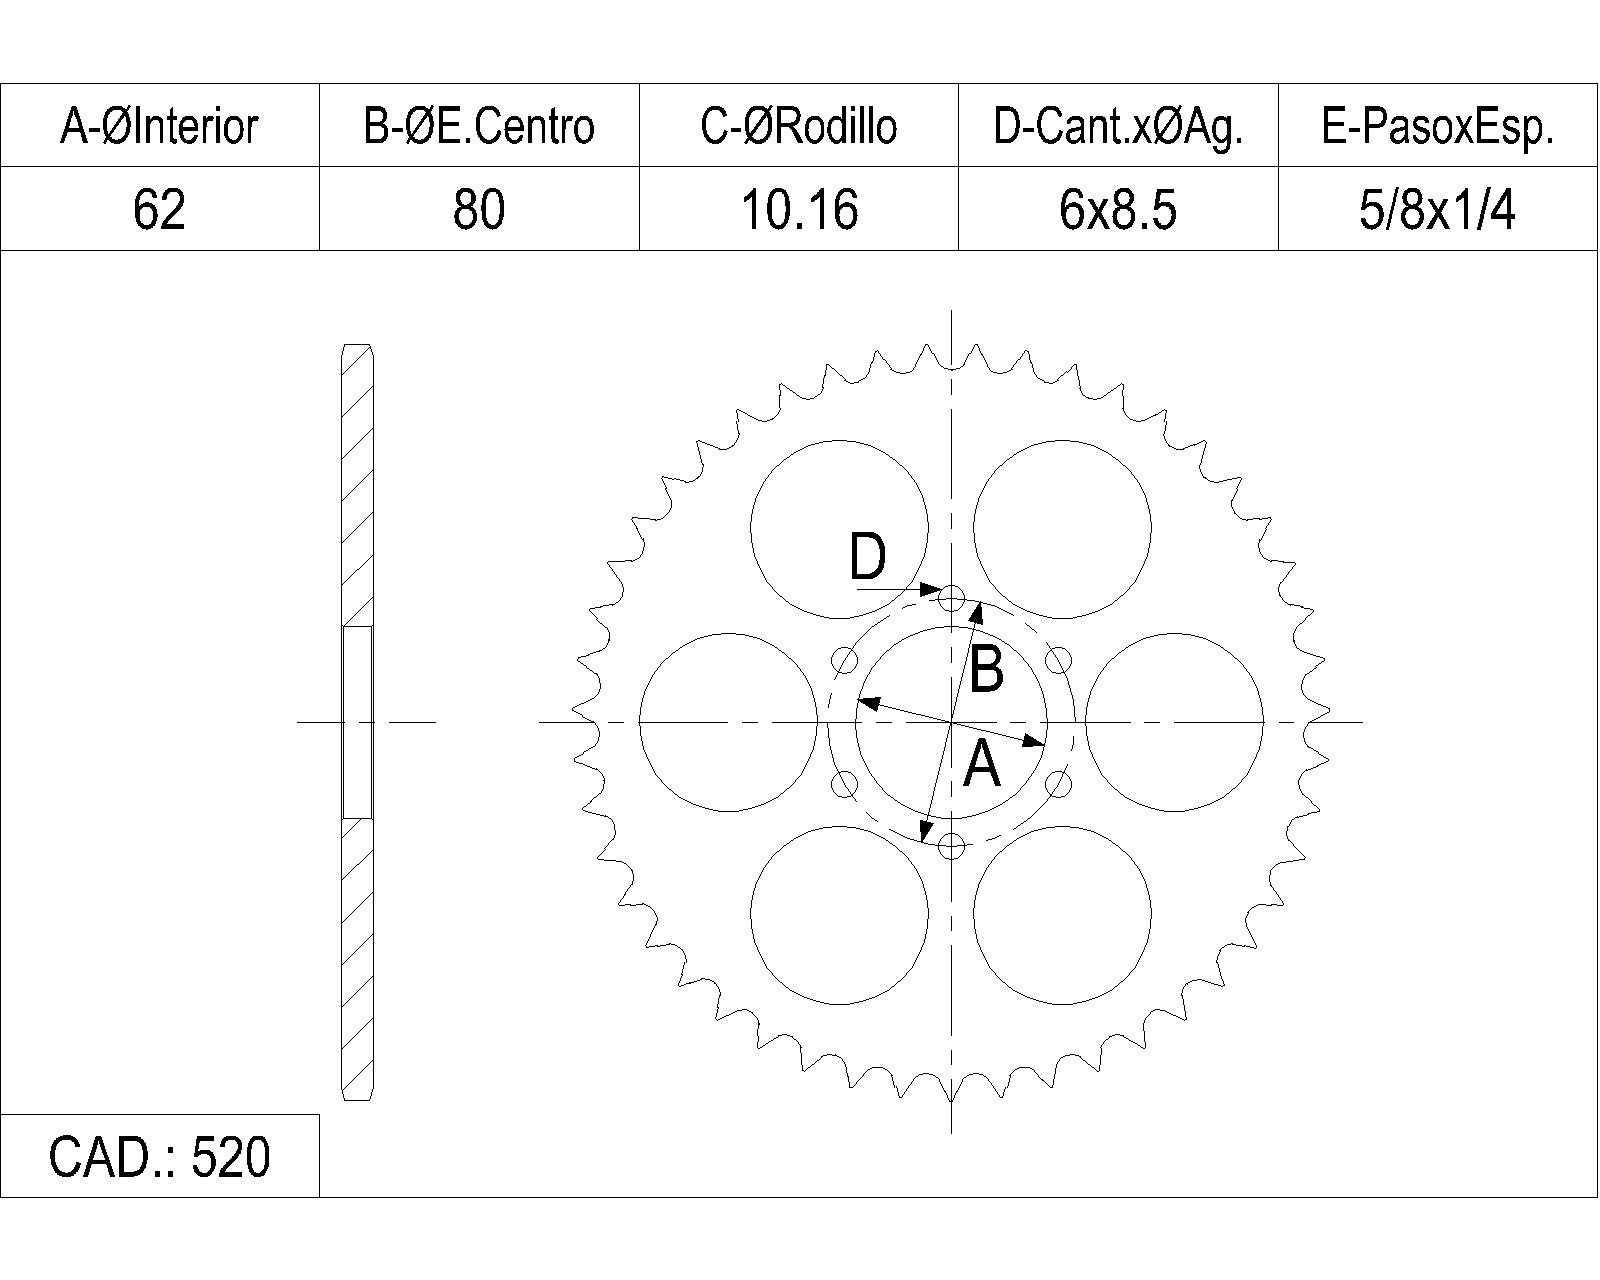 A-ØInterior B-ØE.Centro C-ØRodillo D-Cant.xØAg. E-PasoxEsp.
62 80 10.16 6x8.5 5/8x1/4
D
B
A
CAD.: 520